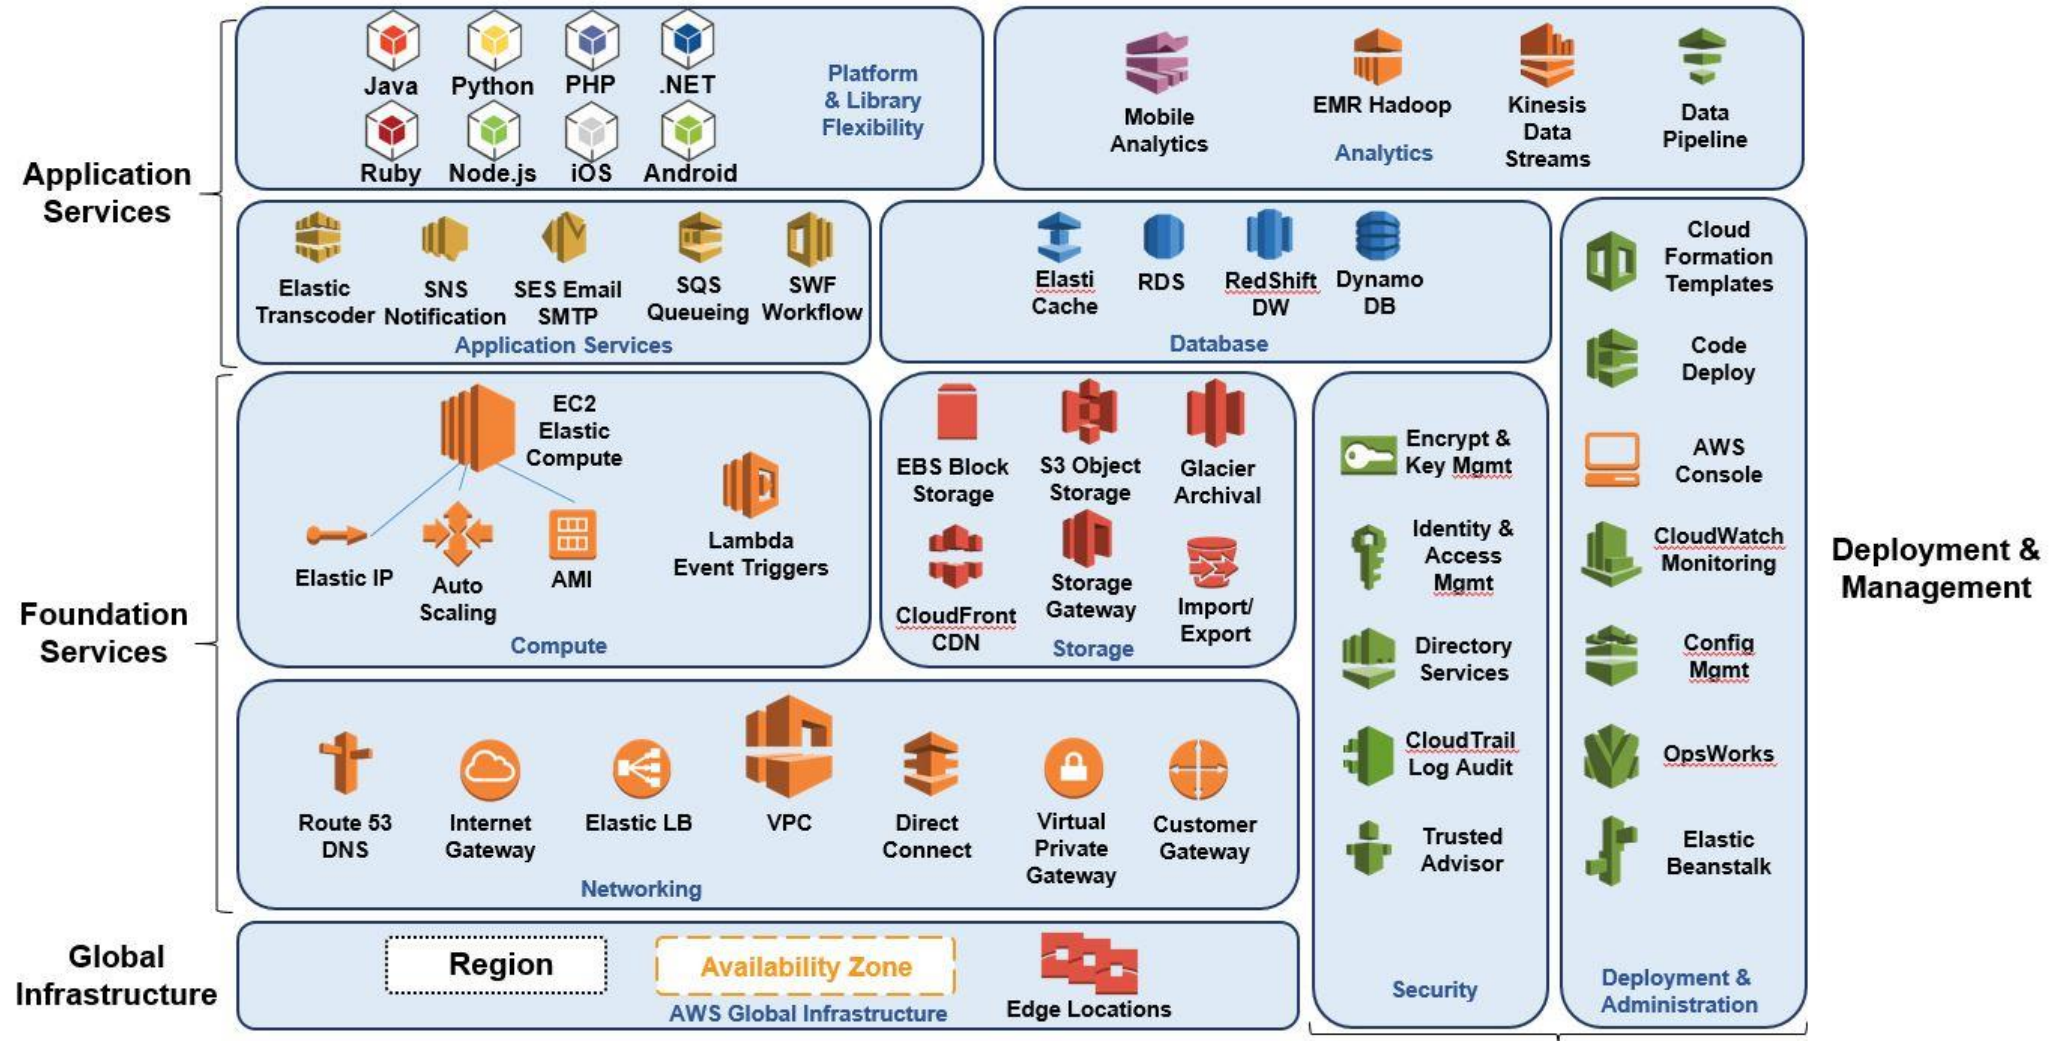 Application
Services
Java
Python
PHP
.NET
Ruby
Node.js
iOS
Android
Platform
& Library
Flexibility
Mobile
Analytics
EMR Hadoop
Kinesis
Data
Streams
Data
Pipeline
Analytics
Elastic
Transcoder
SNS
Notification
SES Email
SMTP
SQS
Queueing
SWF
Workflow
Application Services
Elasti
Cache
RDS
RedShift
DW
Dynamo
DB
Database
Foundation
Services
EC2
Elastic
Compute
Elastic IP
Auto
Scaling
AMI
Lambda
Event Triggers
Compute
EBS Block
Storage
S3 Object
Storage
Glacier
Archival
CloudFront
CDN
Storage
Gateway
Import/
Export
Storage
Route 53
DNS
Internet
Gateway
Elastic LB
VPC
Direct
Connect
Virtual
Private
Gateway
Customer
Gateway
Networking
Global
Infrastructure
Region
Availability Zone
Edge Locations
AWS Global Infrastructure
Encrypt &
Key Mgmt
Identity &
Access
Mgmt
Directory
Services
CloudTrail
Log Audit
Trusted
Advisor
Security
Cloud
Formation
Templates
Code
Deploy
AWS
Console
CloudWatch
Monitoring
Config
Mgmt
OpsWorks
Elastic
Beanstalk
Deployment &
Administration
Deployment &
Management